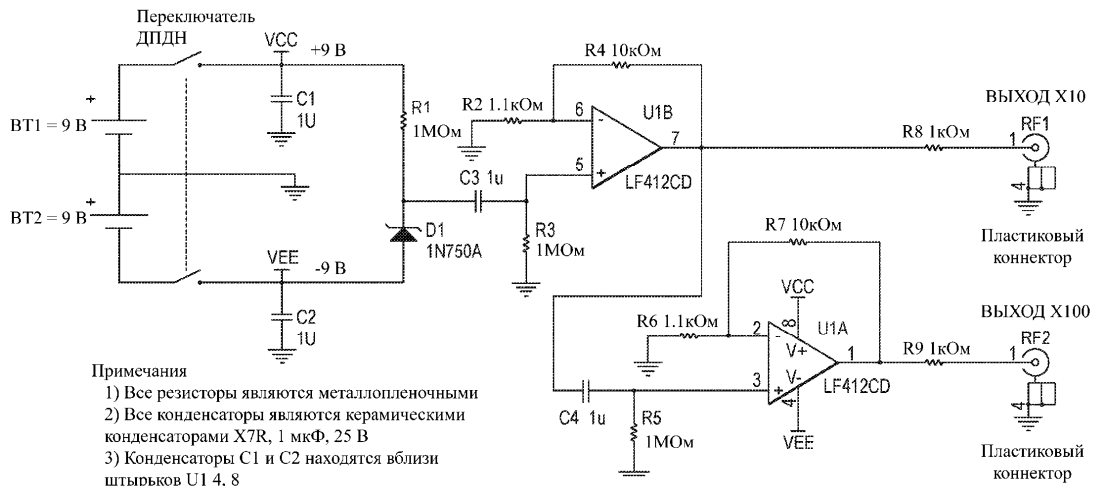 Переключатель
ДПДН
VCC
+9 В
+
BT1 = 9 В
C1
1U
R1
1МОм
R4 10кОм
R2 1.1кОм
6
-
U1B
7
5
+
LF412CD
C3 1u
R3
1МОм
ВЫХОД X10
RF1
R8 1кОм
1
4
Пластиковый
коннектор
+
BT2 = 9 В
D1
1N750A
VEE
-9 В
C2
1U
R7 10кОм
VCC
8
R6 1.1кОм
2
-
U1A
V+
1
V-
3
+
LF412CD
4
VEE
C4
1u
R5
1МОм
ВЫХОД X100
RF2
R9 1кОм
1
4
Пластиковый
коннектор
Примечания
1) Все резисторы являются металлопленочными
2) Все конденсаторы являются керамическими
конденсаторами X7R, 1 мкФ, 25 В
3) Конденсаторы C1 и C2 находятся вблизи
штырьков U1 4, 8